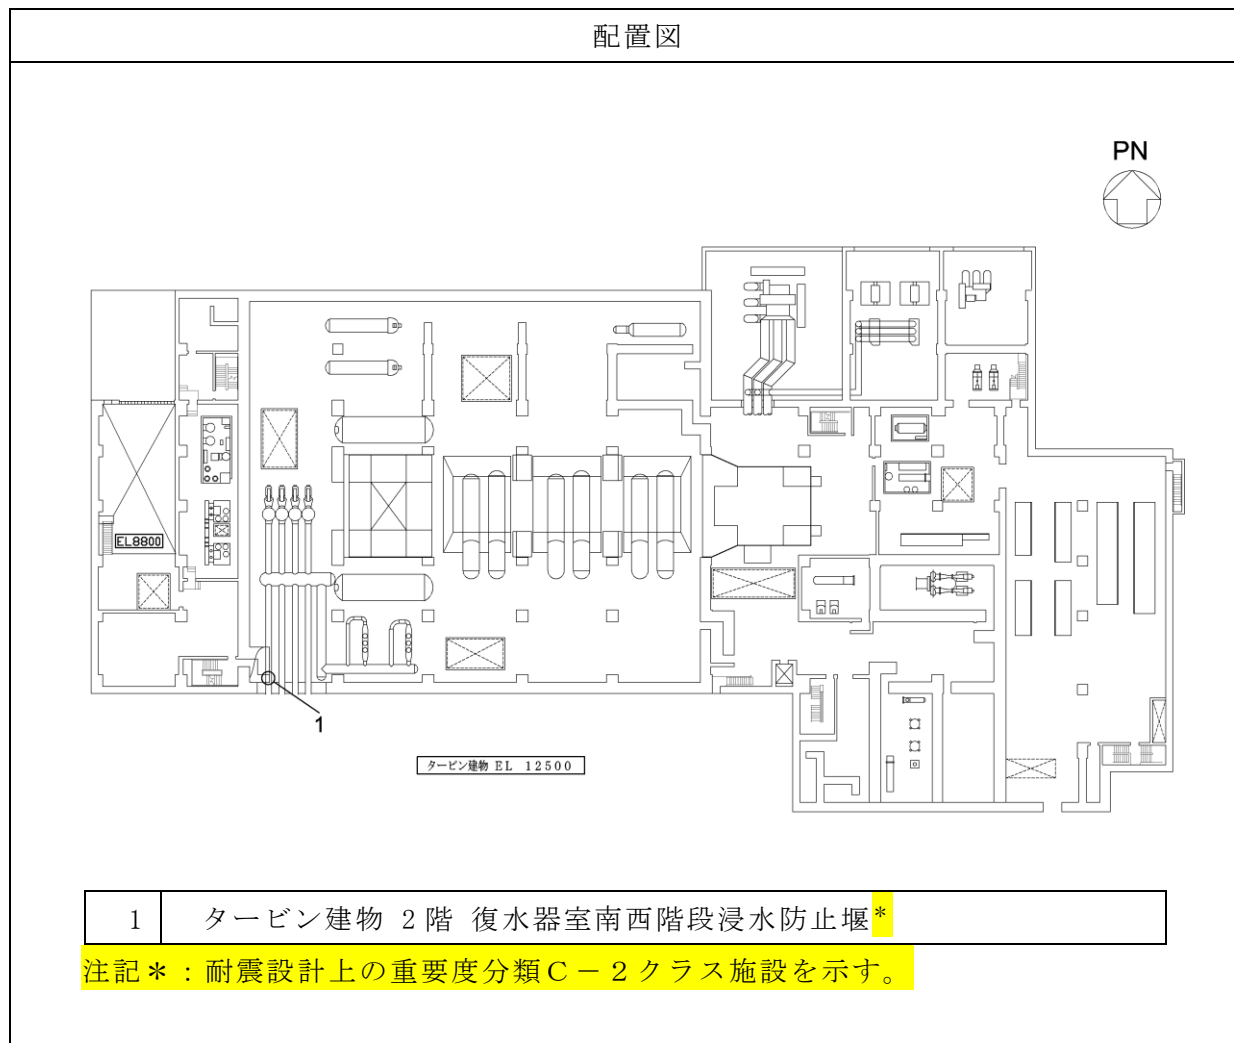 配置図
PN
EL8800
1
タービン建物 EL 12500
1 タービン建物 2階 復水器室南西階段浸水防止堰*
注記＊：耐震設計上の重要度分類Ｃ－２クラス施設を示す。